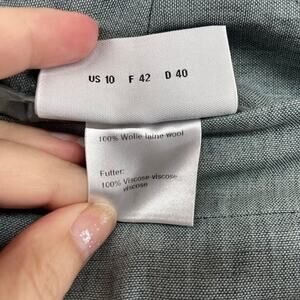 US 10 F 42 D 40
100% Wolle-laine-wool
Futter:
100% Viscose-viscose
viscose